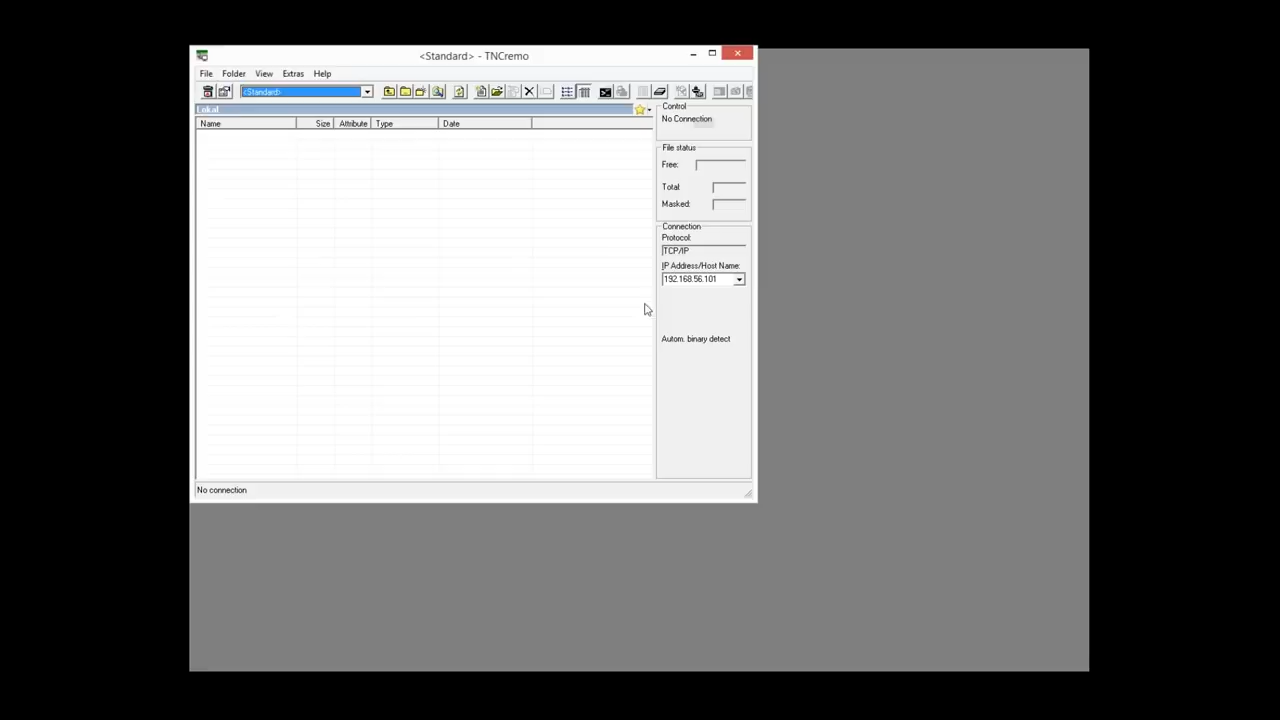 <Standard> - TNCremo
File Folder View Extras Help
<Standard>
Lokal
Name Size Attribute Type Date
Control
No Connection
File status
Free:
Total:
Masked:
Connection
Protocol:
TCP/IP
IP Address/Host Name:
192.168.56.101
Autom. binary detect
No connection